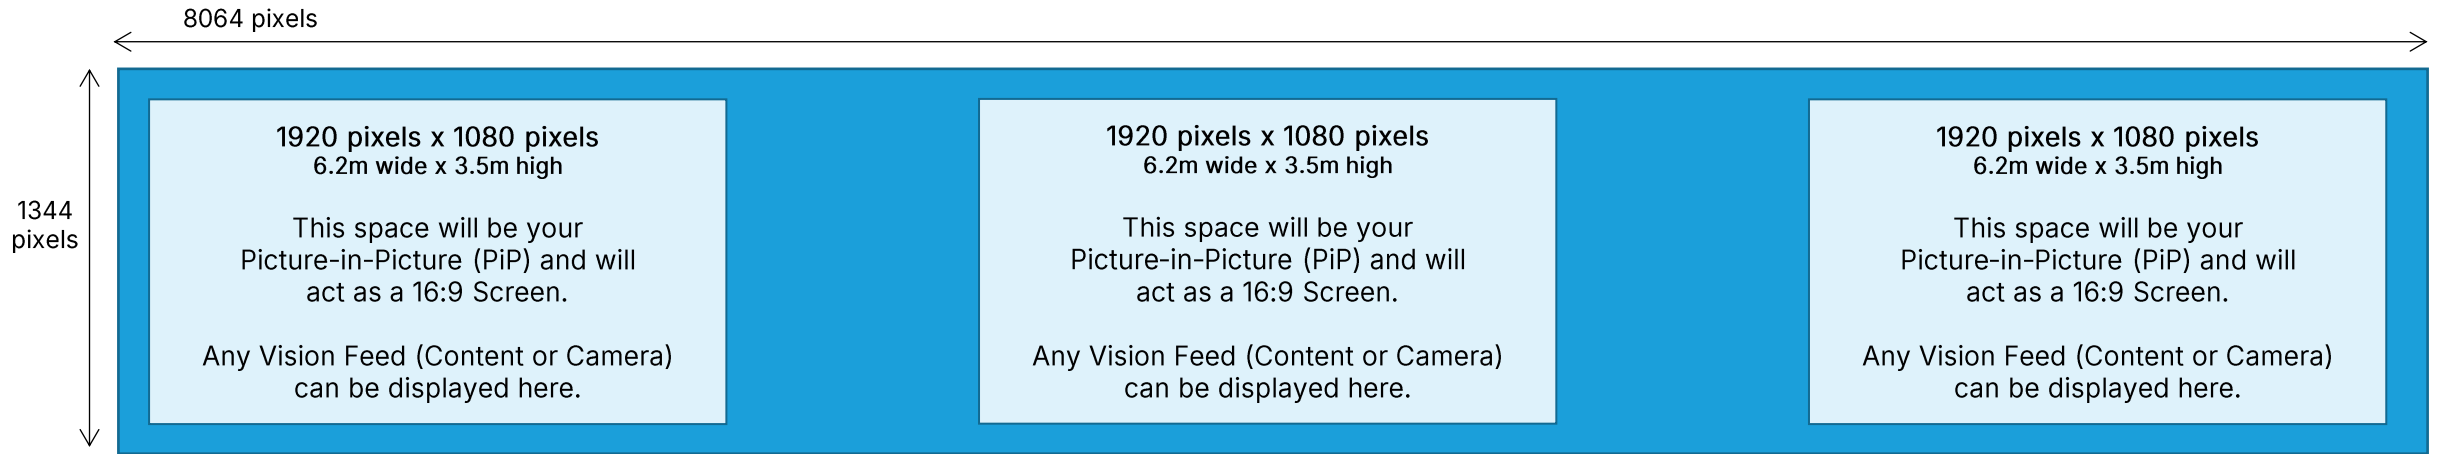 8064 pixels
1344
pixels
1920 pixels x 1080 pixels
6.2m wide x 3.5m high
This space will be your
Picture-in-Picture (PiP) and will
act as a 16:9 Screen.
Any Vision Feed (Content or Camera)
can be displayed here.
1920 pixels x 1080 pixels
6.2m wide x 3.5m high
This space will be your
Picture-in-Picture (PiP) and will
act as a 16:9 Screen.
Any Vision Feed (Content or Camera)
can be displayed here.
1920 pixels x 1080 pixels
6.2m wide x 3.5m high
This space will be your
Picture-in-Picture (PiP) and will
act as a 16:9 Screen.
Any Vision Feed (Content or Camera)
can be displayed here.